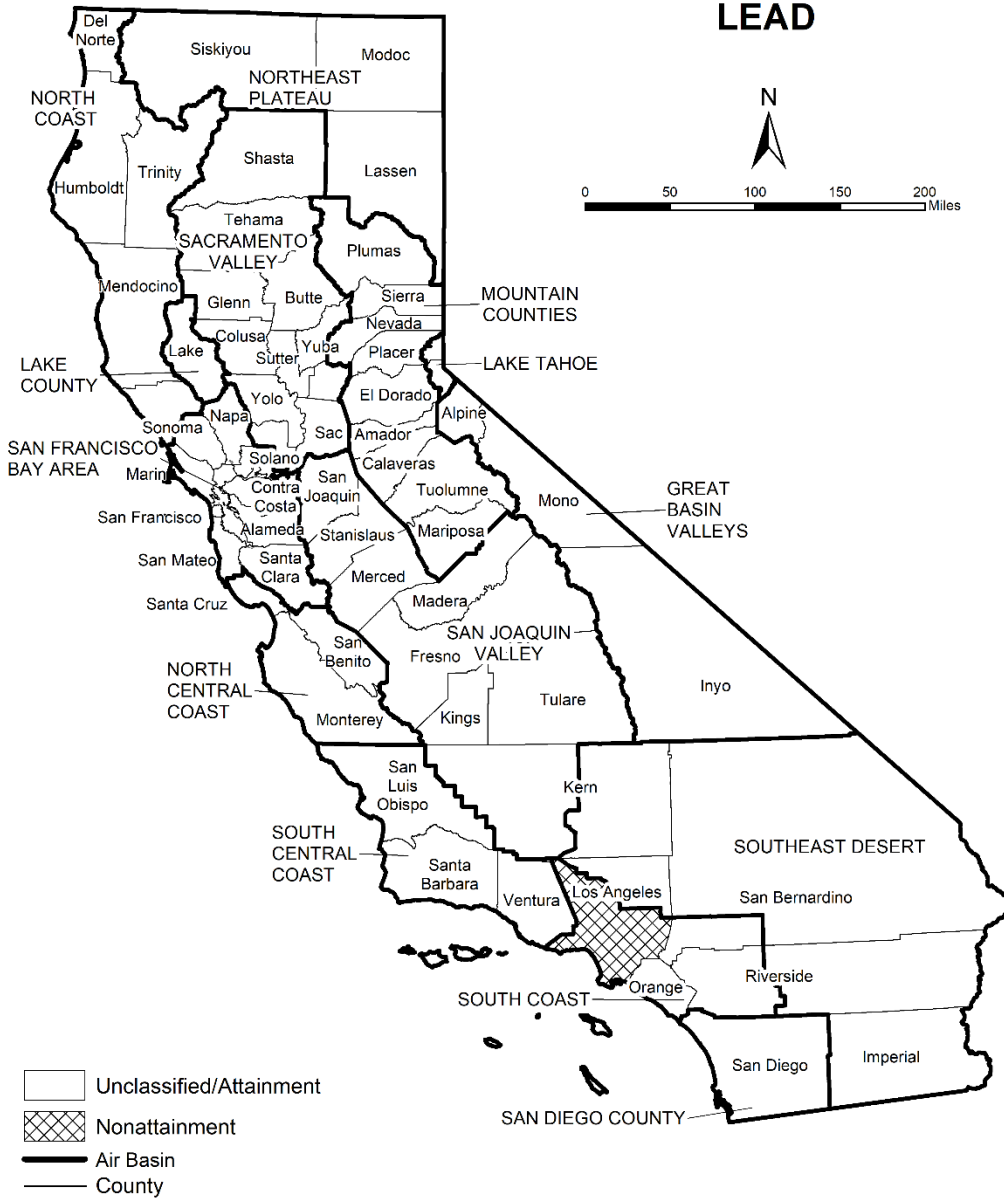 LEAD
N
0 50 100 150 200
Miles
Del
Norte
Siskiyou
Modoc
NORTHEAST
PLATEAU
NORTH
COAST
Shasta
Trinity
Lassen
Humboldt
Tehama
SACRAMENTO
VALLEY
Plumas
Mendocino
Glenn
Butte
Sierra
MOUNTAIN
COUNTIES
Nevada
Colusa
Yuba
Sutter
Lake
Placer
LAKE TAHOE
LAKE
COUNTY
El Dorado
Yolo
Napa
Alpine
Sonoma
Sac
Amador
SAN FRANCISCO
BAY AREA
Solano
Calaveras
Marin
San
Joaquin
Contra
Costa
Tuolumne
Mono
GREAT
BASIN
VALLEYS
San Francisco
Alameda
Stanislaus
Mariposa
San Mateo
Santa
Clara
Merced
Santa Cruz
Madera
SAN JOAQUIN
VALLEY
San
Benito
Fresno
NORTH
CENTRAL
COAST
Inyo
Tulare
Monterey
Kings
San
Luis
Obispo
Kern
SOUTH
CENTRAL
COAST
SOUTHEAST DESERT
Santa
Barbara
Ventura
Los Angeles
San Bernardino
Riverside
Orange
SOUTH COAST
San Diego
Imperial
SAN DIEGO COUNTY
Unclassified/Attainment
Nonattainment
Air Basin
County